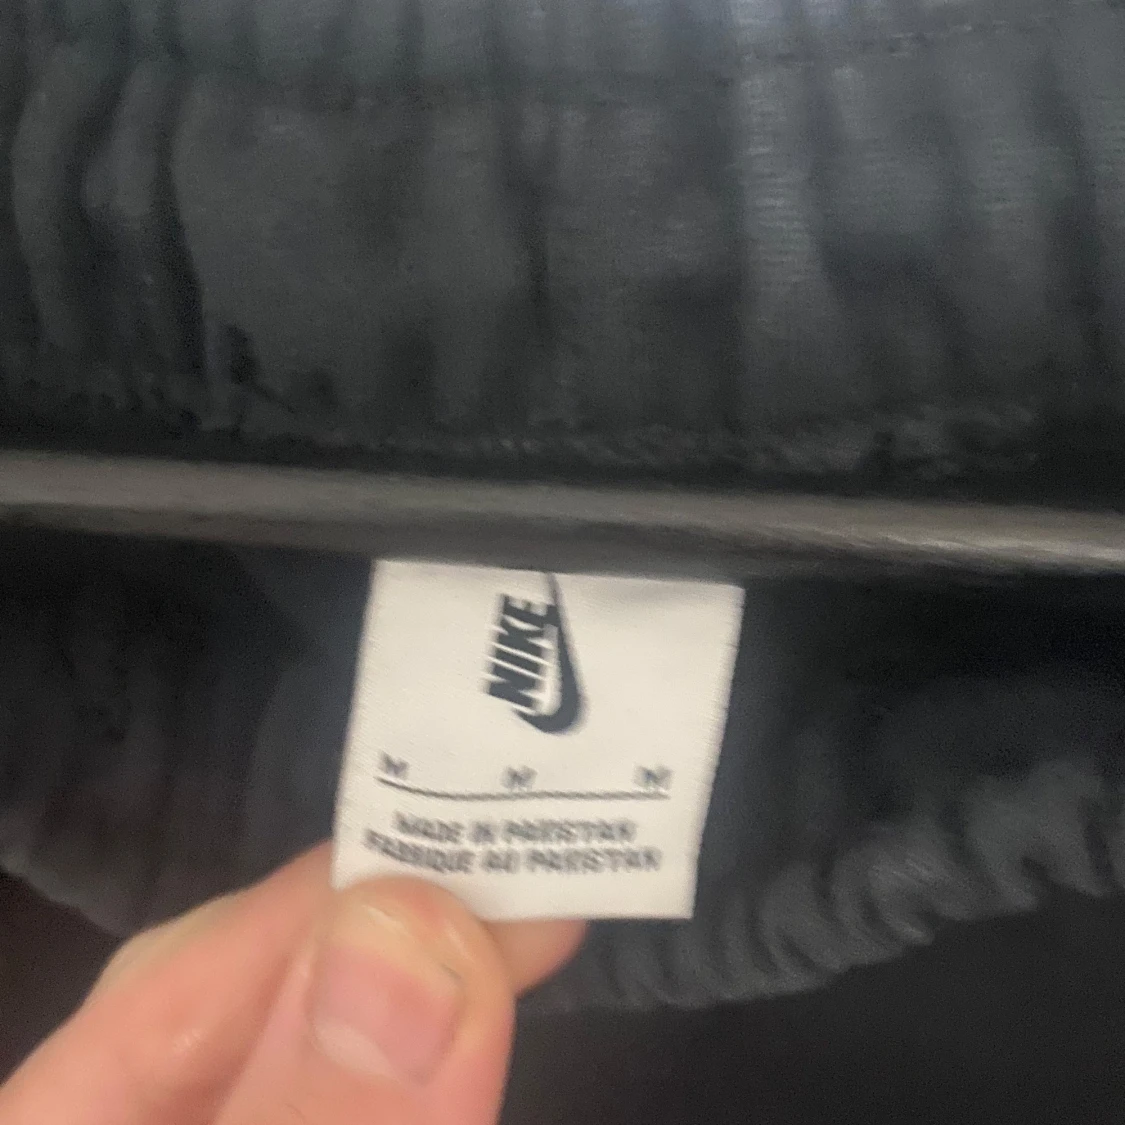 NIKE
M M M
MADE IN PAKISTAN
FABRIQUE AU PAKISTAN